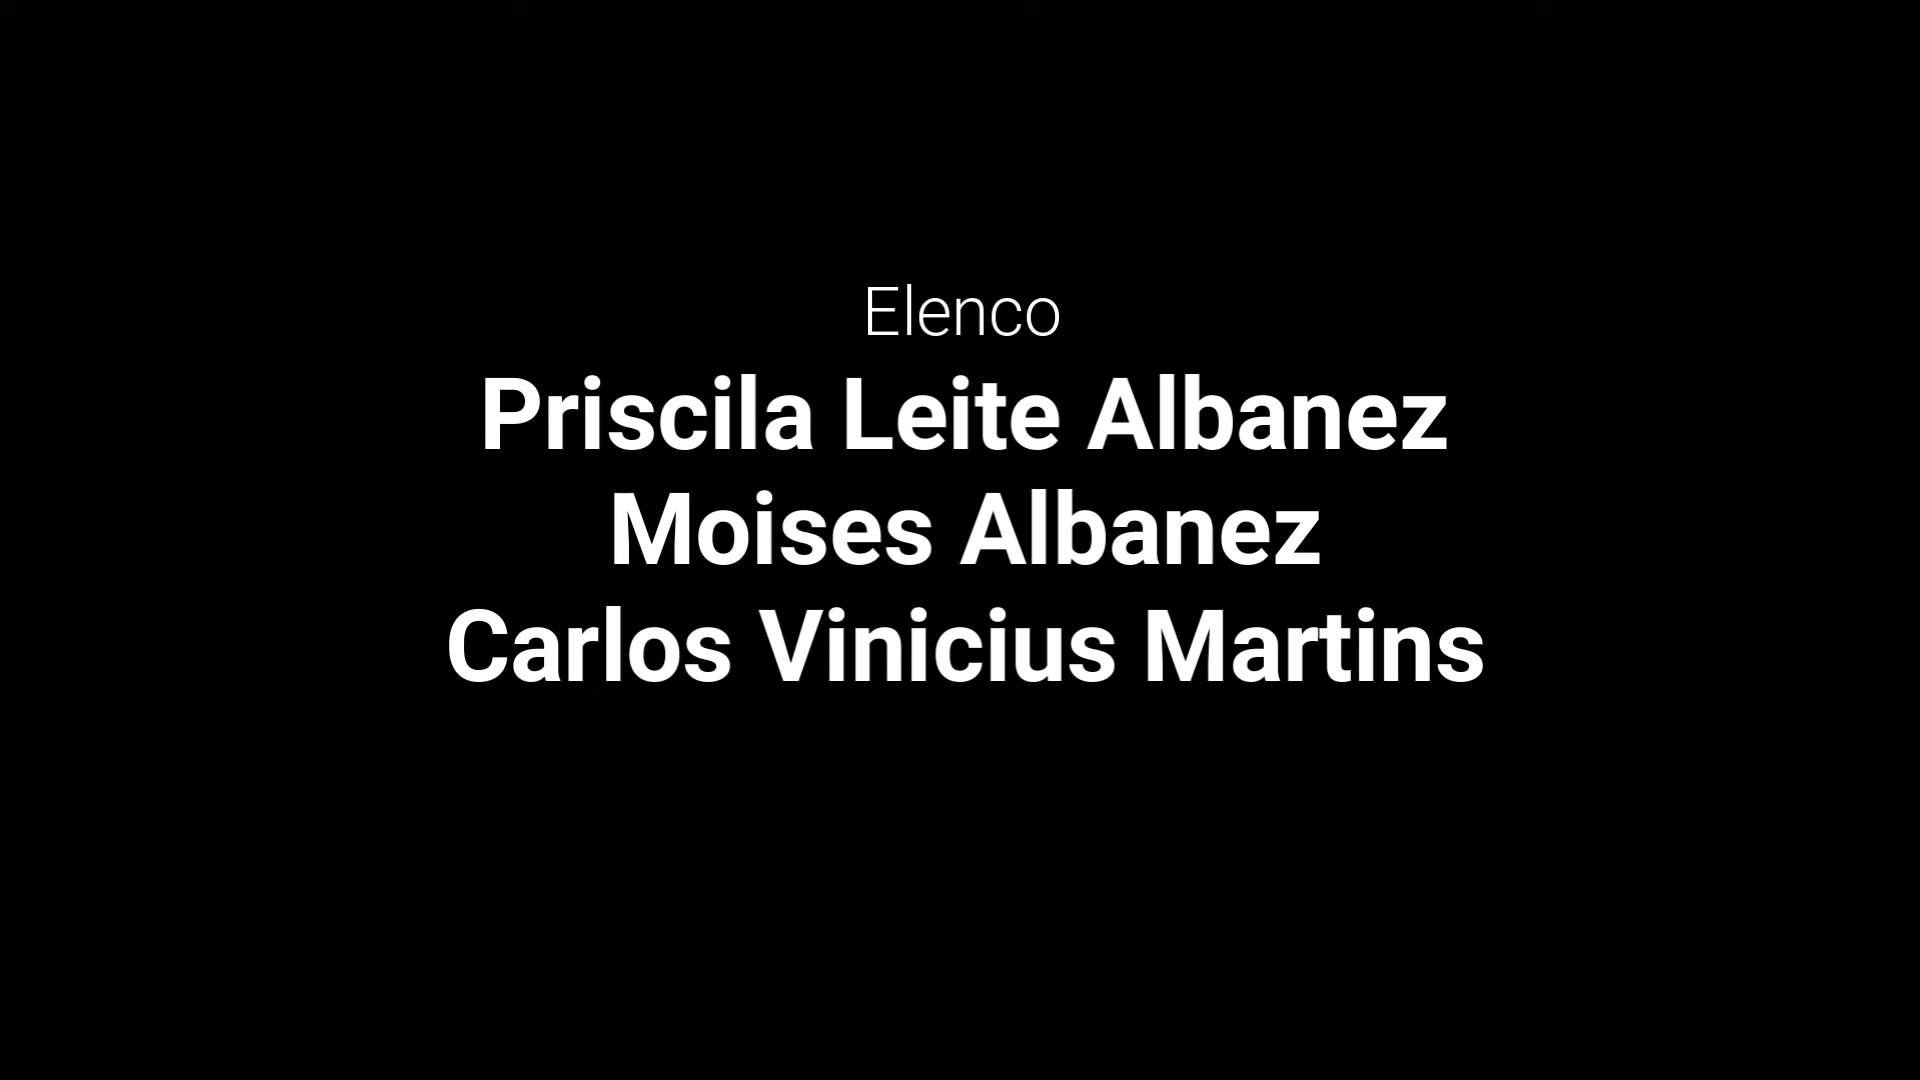 Elenco
Priscila Leite Albanez
Moises Albanez
Carlos Vinicius Martins